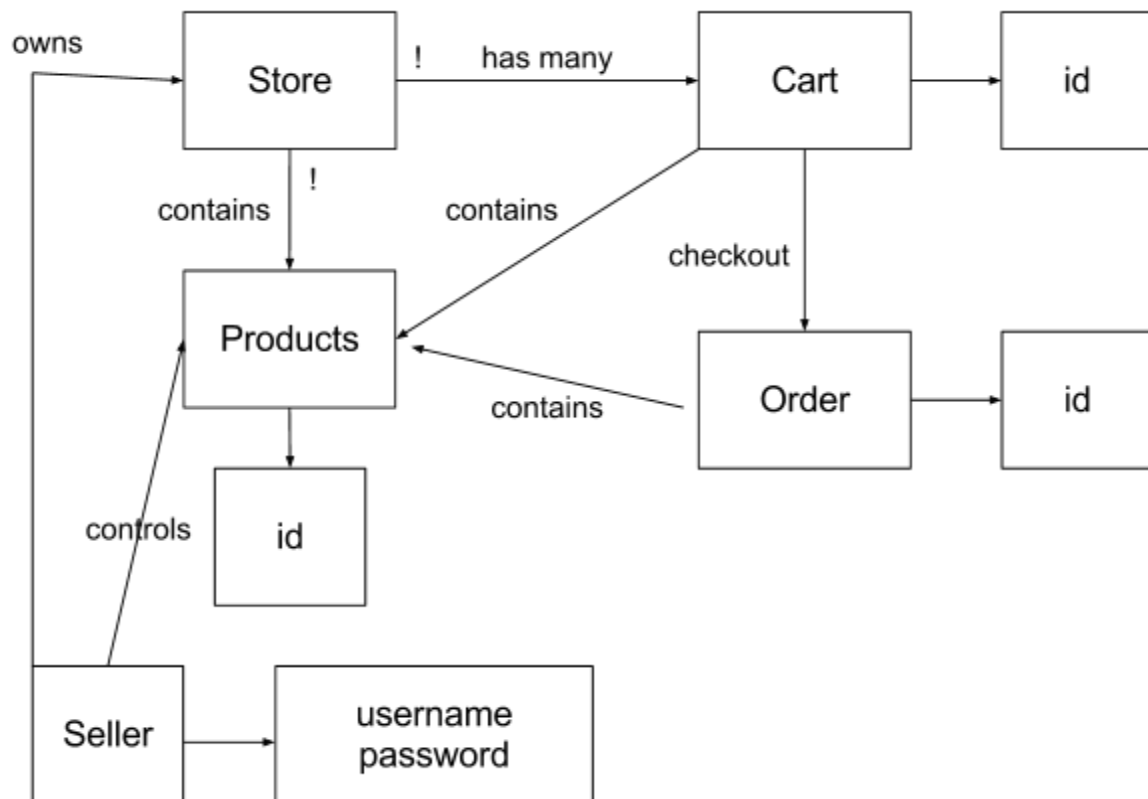 owns
Store
!
has many
Cart
id
!
contains
contains
checkout
Products
Order
id
contains
controls
id
Seller
username
password